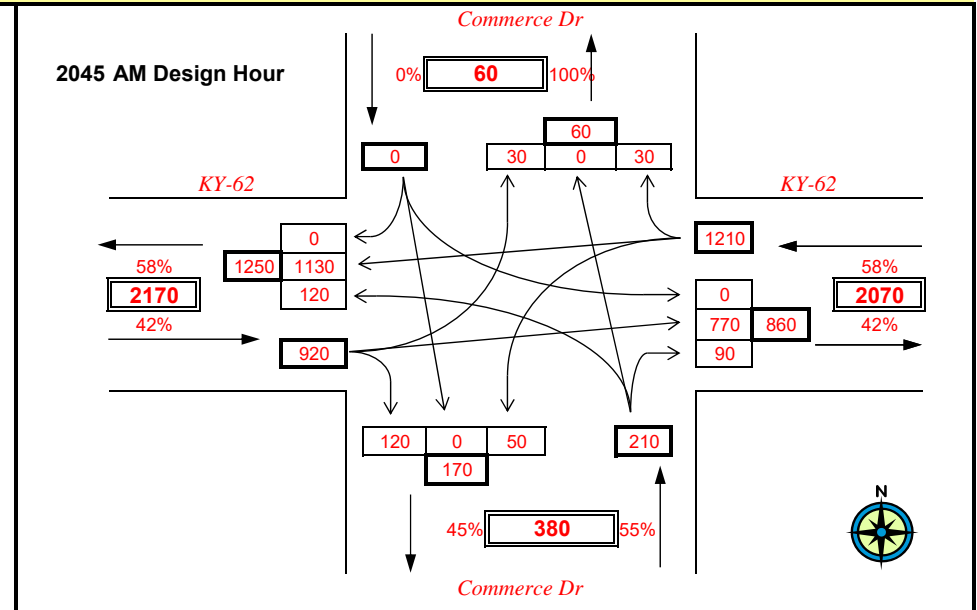 Commerce Dr
2045 AM Design Hour
0% 60 100%
60
0 30 0 30
KY-62 KY-62
0 1210
58% 1250 1130 58%
2170 120 0 2070
42% 770 860 42%
920 90
120 0 50 210
170
N
45% 380 55%
Commerce Dr